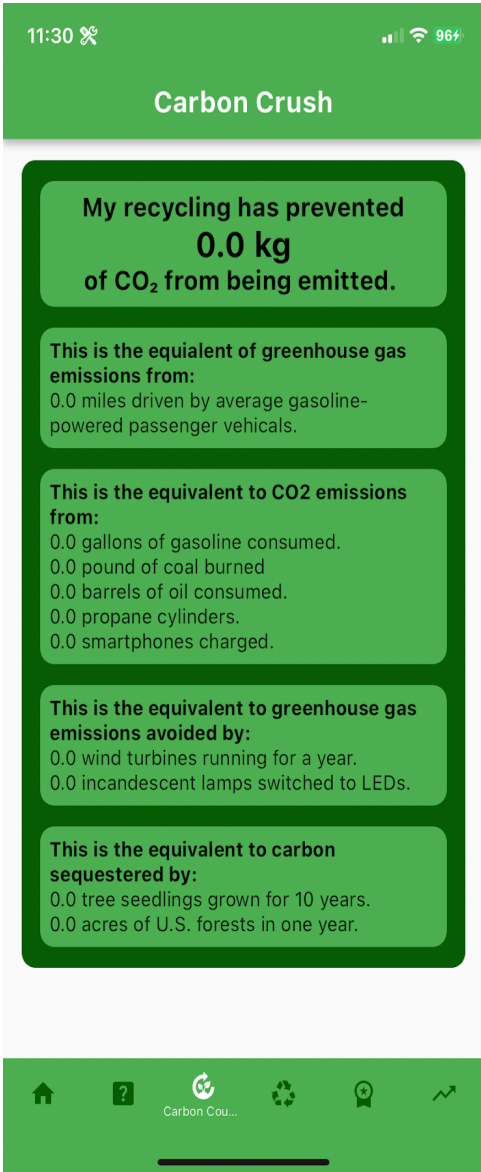 11:30
96
Carbon Crush
My recycling has prevented
0.0 kg
of CO₂ from being emitted.
This is the equialent of greenhouse gas
emissions from:
0.0 miles driven by average gasoline-
powered passenger vehicals.
This is the equivalent to CO2 emissions
from:
0.0 gallons of gasoline consumed.
0.0 pound of coal burned
0.0 barrels of oil consumed.
0.0 propane cylinders.
0.0 smartphones charged.
This is the equivalent to greenhouse gas
emissions avoided by:
0.0 wind turbines running for a year.
0.0 incandescent lamps switched to LEDs.
This is the equivalent to carbon
sequestered by:
0.0 tree seedlings grown for 10 years.
0.0 acres of U.S. forests in one year.
Carbon Cou...